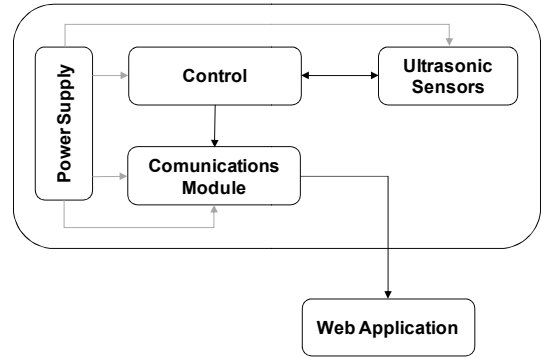 Power Supply
Control
Ultrasonic
Sensors
Comunications
Module
Web Application